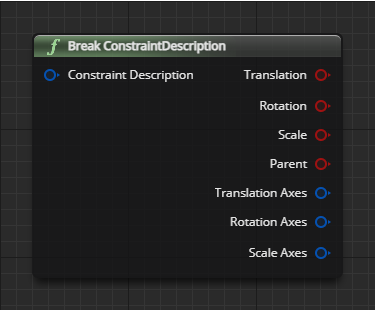 f Break ConstraintDescription
Constraint Description Translation
Rotation
Scale
Parent
Translation Axes
Rotation Axes
Scale Axes